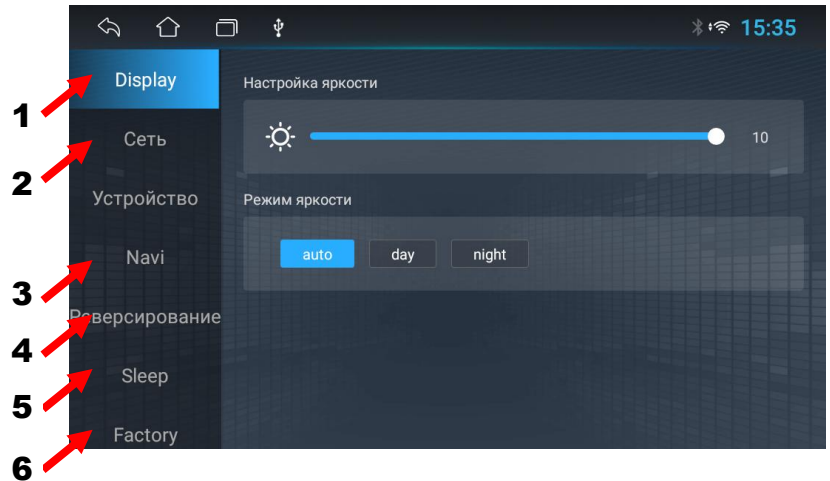 15:35
1 Display
2 Сеть
Устройство
3 Navi
4 Реверсирование
5 Sleep
6 Factory
Настройка яркости
10
Режим яркости
auto day night